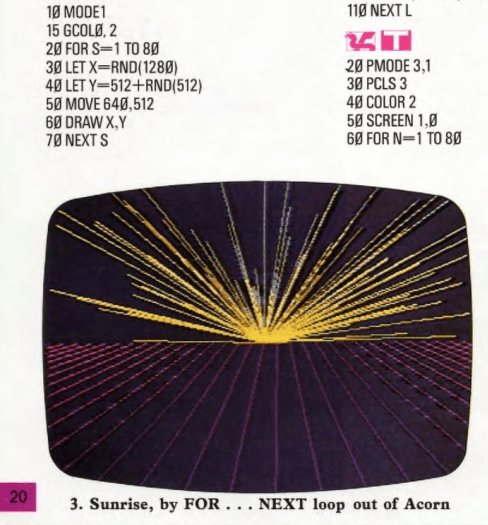 10 MODE1
15 GCOL0, 2
20 FOR S=1 TO 80
30 LET X=RND(1280)
40 LET Y=512+RND(512)
50 MOVE 640,512
60 DRAW X,Y
70 NEXT S
110 NEXT L
T
20 PMODE 3,1
30 PCLS 3
40 COLOR 2
50 SCREEN 1,0
60 FOR N=1 TO 80
20
3. Sunrise, by FOR . . . NEXT loop out of Acorn